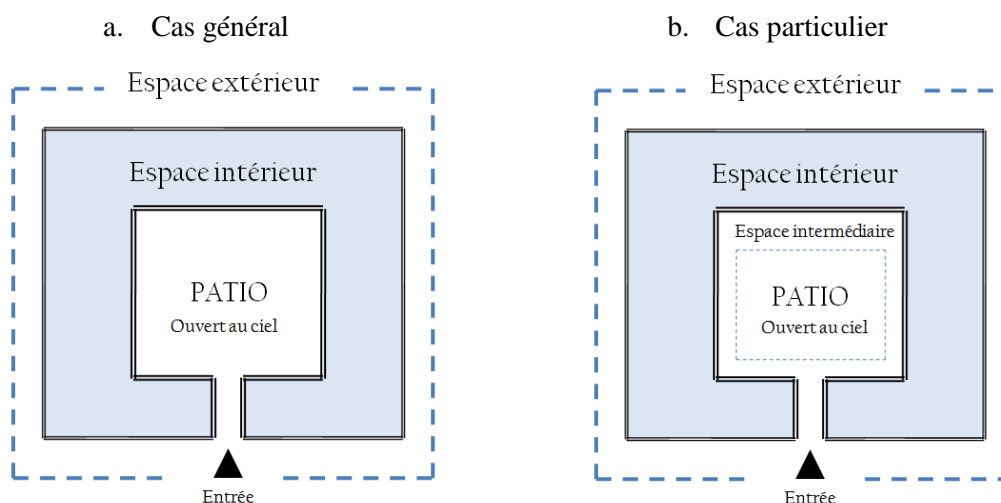 a. Cas général
Espace extérieur
Espace intérieur
PATIO
Ouvert au ciel
Entrée
b. Cas particulier
Espace extérieur
Espace intérieur
Espace intermédiaire
PATIO
Ouvert au ciel
Entrée